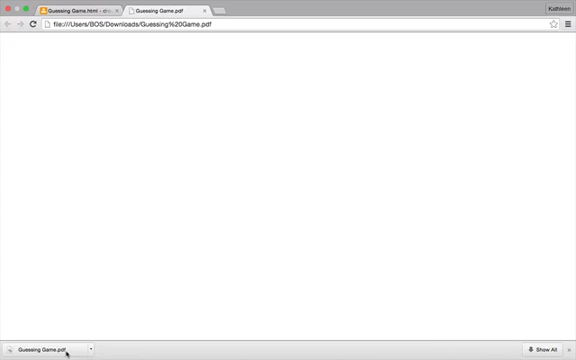 Guessing Game.html - dro
Guessing Game.pdf
Kathleen
file:///Users/BOS/Downloads/Guessing%20Game.pdf
Guessing Game.pdf
Show All